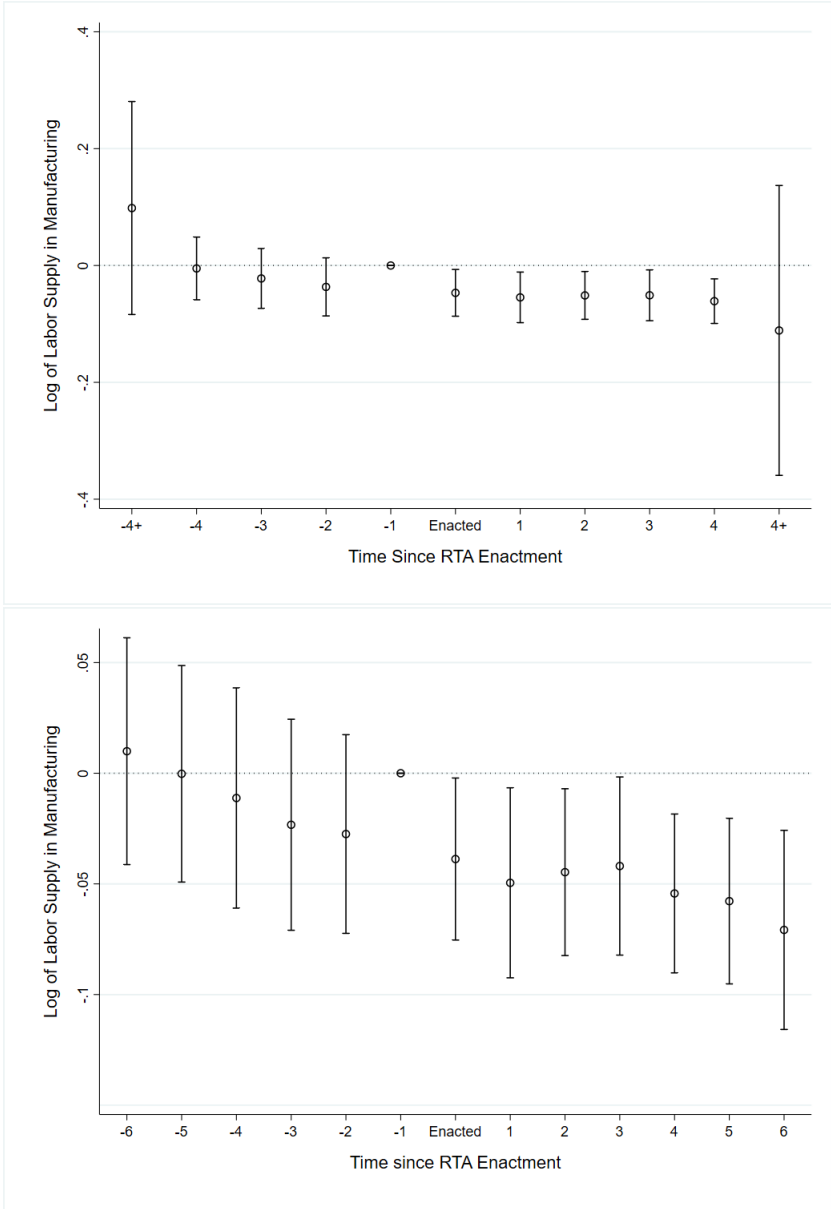 Log of Labor Supply in Manufacturing
.4
.2
0
-.2
-.4
-4+ -4 -3 -2 -1 Enacted 1 2 3 4 4+
Time Since RTA Enactment
Log of Labor Supply in Manufacturing
.05
0
-.05
-.1
-6 -5 -4 -3 -2 -1 Enacted 1 2 3 4 5 6
Time since RTA Enactment